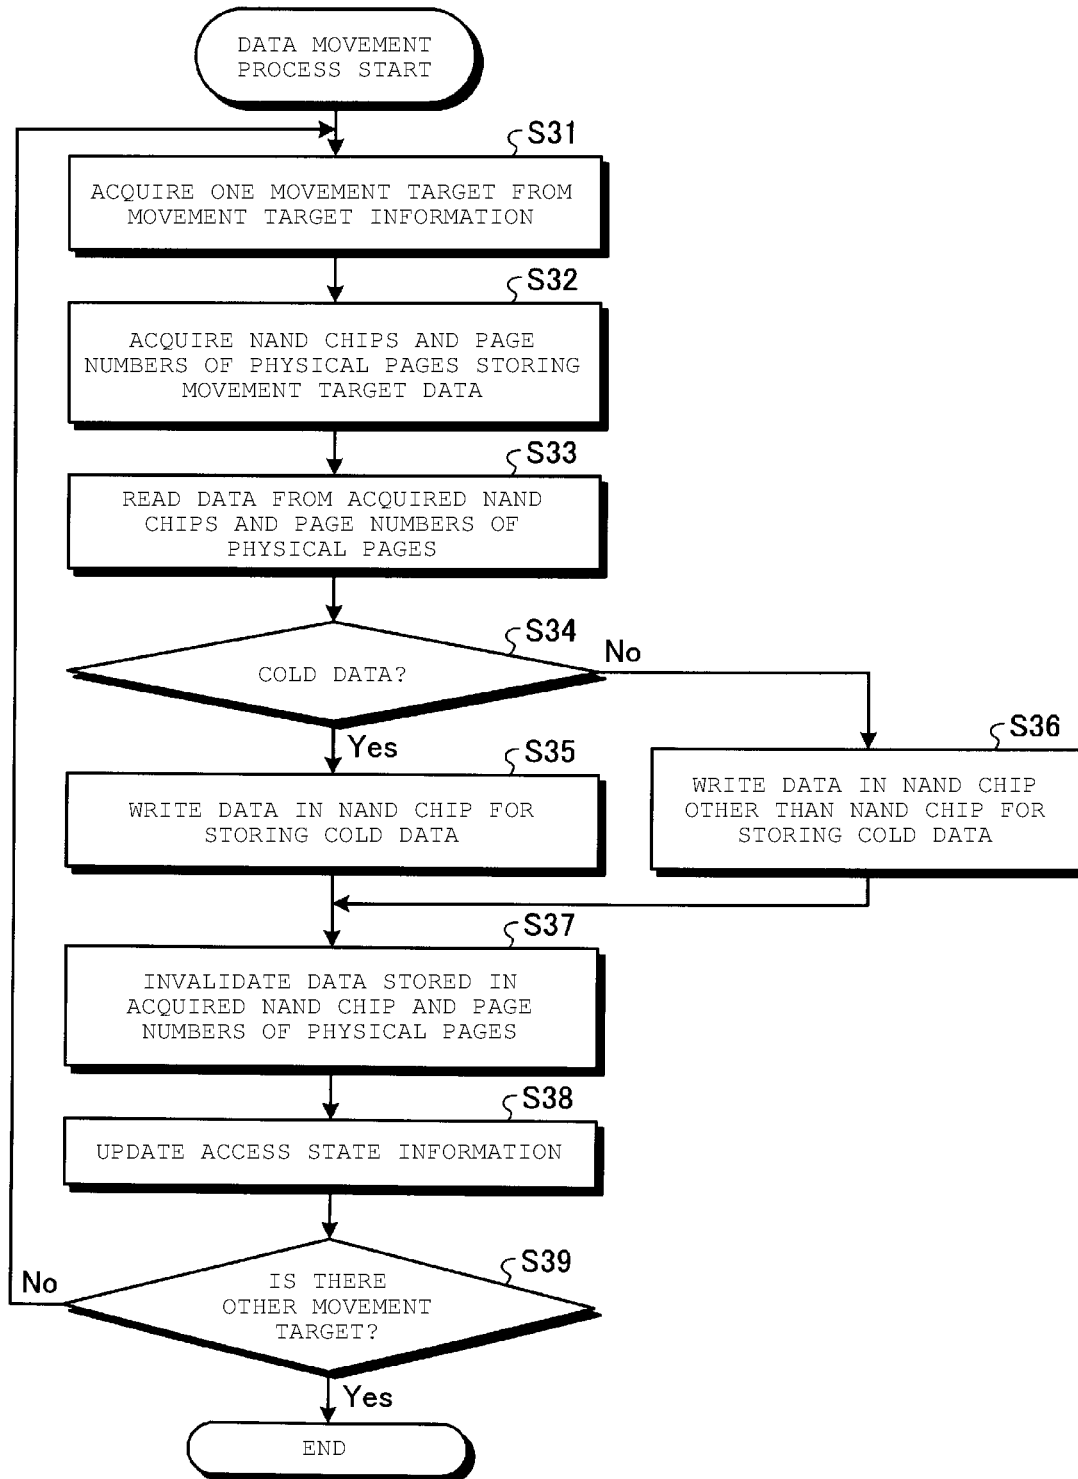 DATA MOVEMENT
PROCESS START
S31
ACQUIRE ONE MOVEMENT TARGET FROM
MOVEMENT TARGET INFORMATION
S32
ACQUIRE NAND CHIPS AND PAGE
NUMBERS OF PHYSICAL PAGES STORING
MOVEMENT TARGET DATA
S33
READ DATA FROM ACQUIRED NAND
CHIPS AND PAGE NUMBERS OF
PHYSICAL PAGES
S34
COLD DATA?
No
Yes
S35
WRITE DATA IN NAND CHIP FOR
STORING COLD DATA
S36
WRITE DATA IN NAND CHIP
OTHER THAN NAND CHIP FOR
STORING COLD DATA
S37
INVALIDATE DATA STORED IN
ACQUIRED NAND CHIP AND PAGE
NUMBERS OF PHYSICAL PAGES
S38
UPDATE ACCESS STATE INFORMATION
S39
IS THERE
OTHER MOVEMENT
TARGET?
No
Yes
END